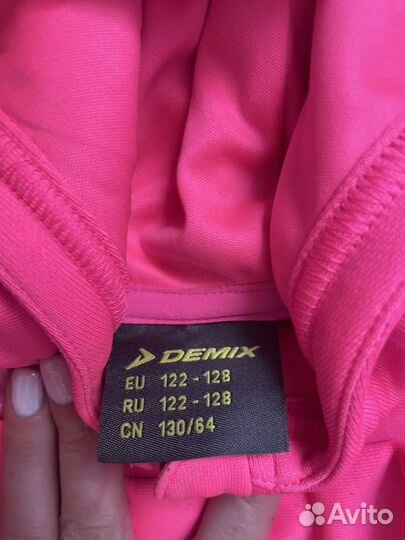 DEMIX
EU 122 - 128
RU 122 - 128
CN 130/64
Avito